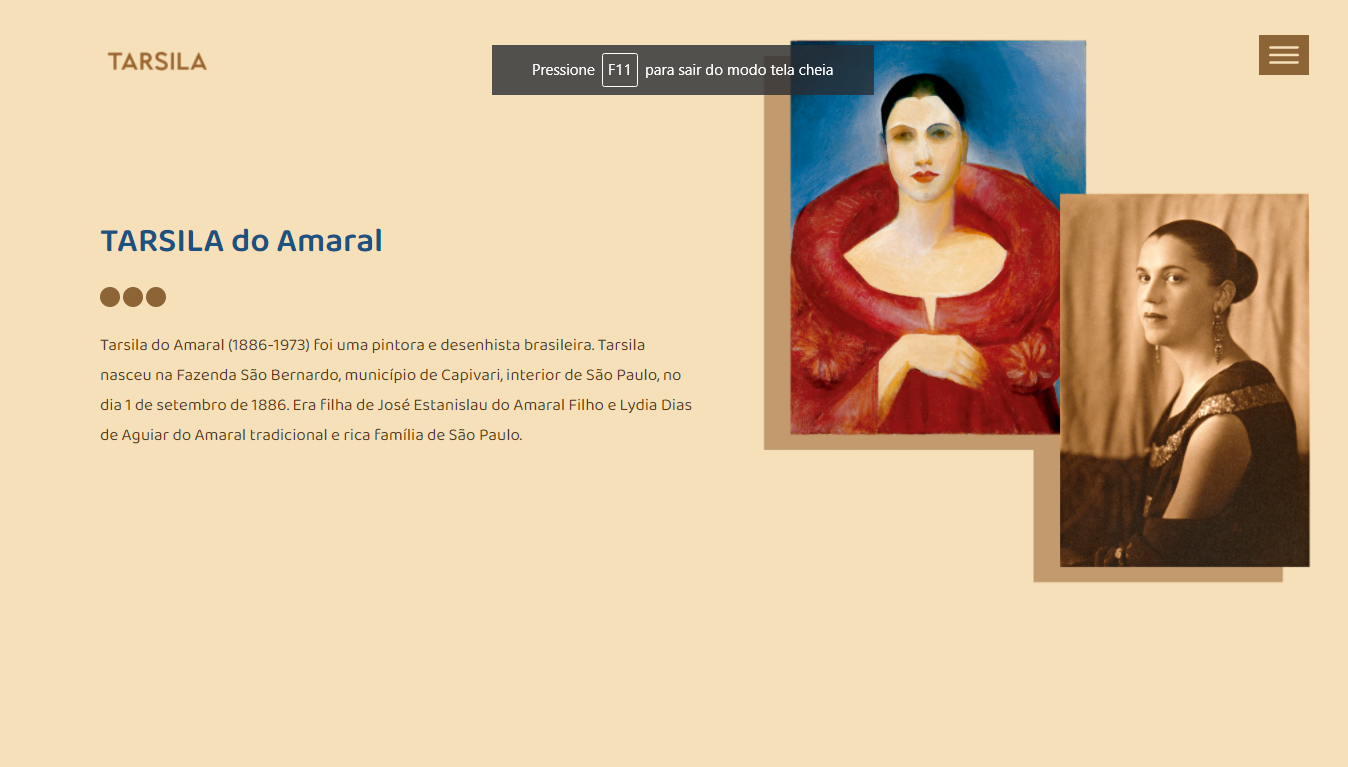 TARSILA
Pressione F11 para sair do modo tela cheia
TARSILA do Amaral
Tarsila do Amaral (1886-1973) foi uma pintora e desenhista brasileira. Tarsila
nasceu na Fazenda São Bernardo, município de Capivari, interior de São Paulo, no
dia 1 de setembro de 1886. Era filha de José Estanislau do Amaral Filho e Lydia Dias
de Aguiar do Amaral tradicional e rica família de São Paulo.